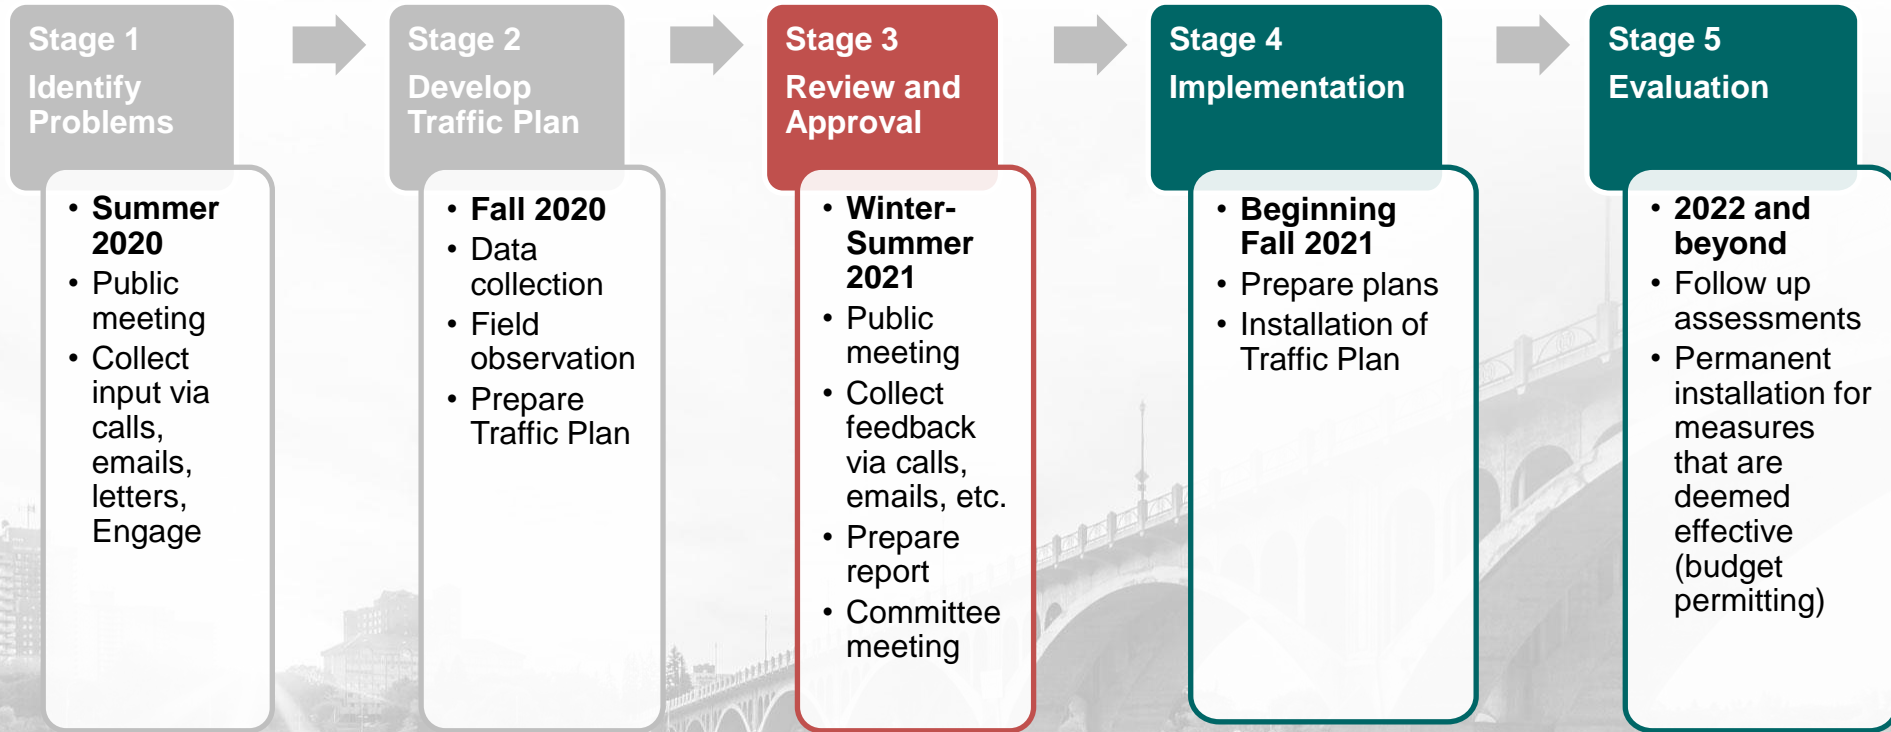 Stage 1
Identify
Problems
• Summer
2020
• Public
meeting
• Collect
input via
calls,
emails,
letters,
Engage
Stage 2
Develop
Traffic Plan
• Fall 2020
• Data
collection
• Field
observation
• Prepare
Traffic Plan
Stage 3
Review and
Approval
• Winter-
Summer
2021
• Public
meeting
• Collect
feedback
via calls,
emails, etc.
• Prepare
report
• Committee
meeting
Stage 4
Implementation
• Beginning
Fall 2021
• Prepare plans
• Installation of
Traffic Plan
Stage 5
Evaluation
• 2022 and
beyond
• Follow up
assessments
• Permanent
installation for
measures
that are
deemed
effective
(budget
permitting)